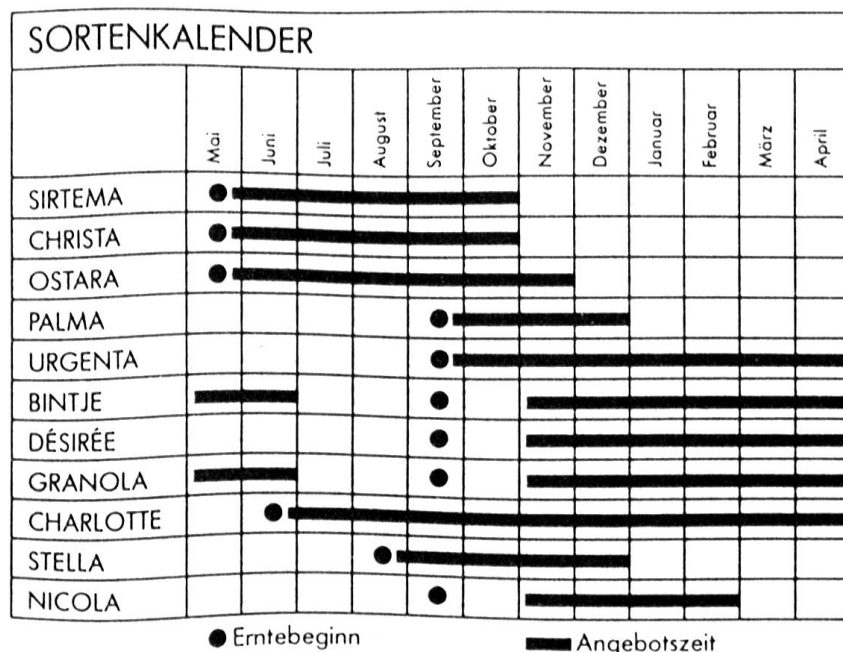 SORTENKALENDER
Mai Juni Juli August September Oktober November Dezember Januar Februar März April
SIRTEMA
CHRISTA
OSTARA
PALMA
URGENTA
BINTJE
DÉSIRÉE
GRANOLA
CHARLOTTE
STELLA
NICOLA
Erntebeginn Angebotszeit